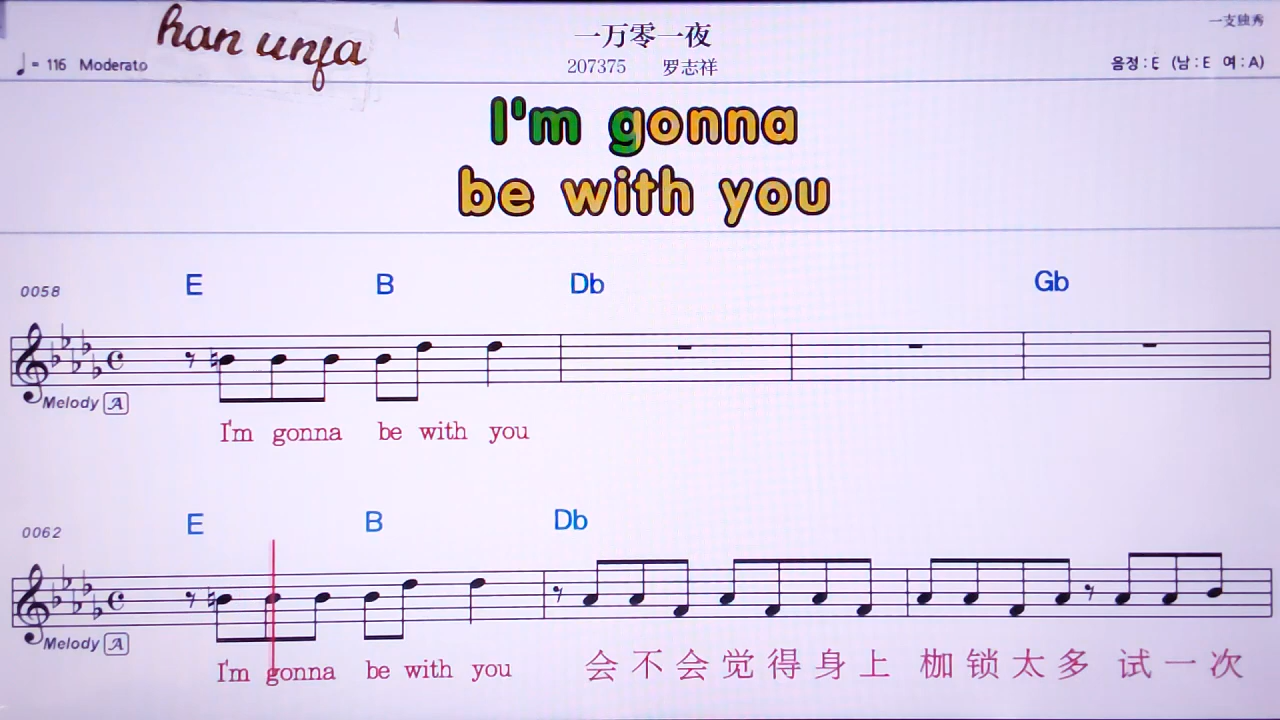 han unfa
一万零一夜
一支独秀
♩= 116 Moderato
207375 罗志祥
음정 : E (남 : E 여 : A)
I'm gonna
be with you
0058
E B Db Gb
Melody A
I'm gonna be with you
0062
E B Db
Melody A
I'm gonna be with you 会不会觉得身上 枷锁太多 试一次